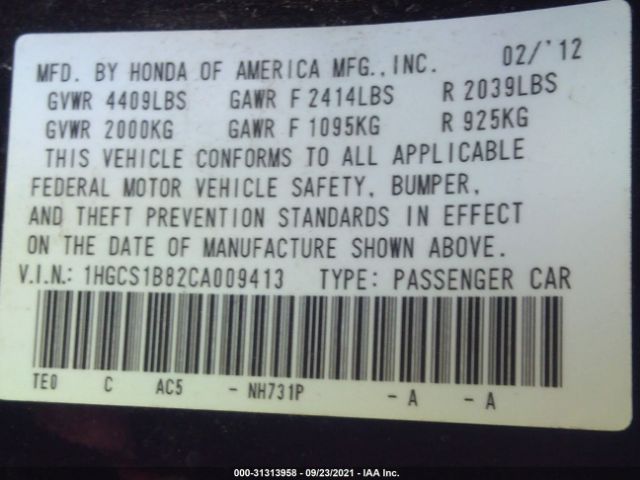 MFD. BY HONDA OF AMERICA MFG., INC. 02/'12
GVWR 4409LBS GAWR F 2414LBS R 2039LBS
GVWR 2000KG GAWR F 1095KG R 925KG
THIS VEHICLE CONFORMS TO ALL APPLICABLE
FEDERAL MOTOR VEHICLE SAFETY, BUMPER,
AND THEFT PREVENTION STANDARDS IN EFFECT
ON THE DATE OF MANUFACTURE SHOWN ABOVE.
V.I.N.: 1HGCS1B82CA009413 TYPE: PASSENGER CAR
TE0 C AC5 - NH731P - A - A
000-31313958 - 09/23/2021 - IAA Inc.